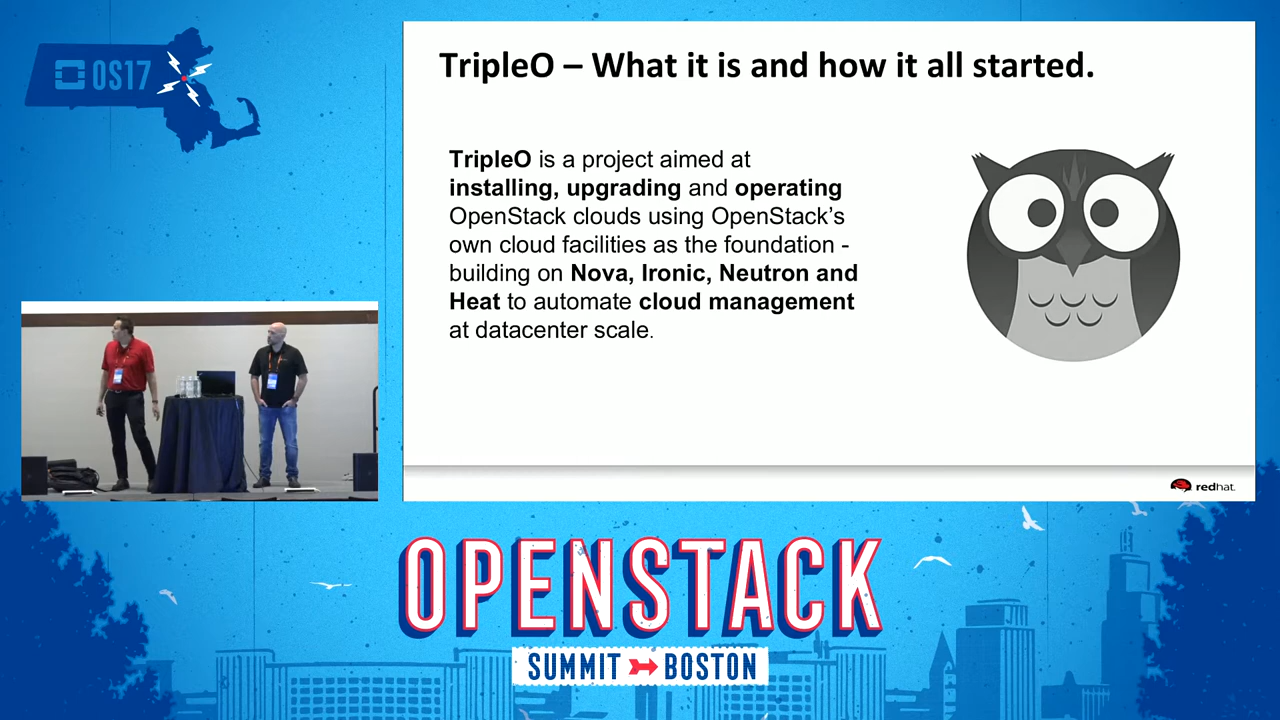 OS17
TripleO – What it is and how it all started.
TripleO is a project aimed at
installing, upgrading and operating
OpenStack clouds using OpenStack’s
own cloud facilities as the foundation -
building on Nova, Ironic, Neutron and
Heat to automate cloud management
at datacenter scale.
redhat.
OPENSTACK
SUMMIT BOSTON